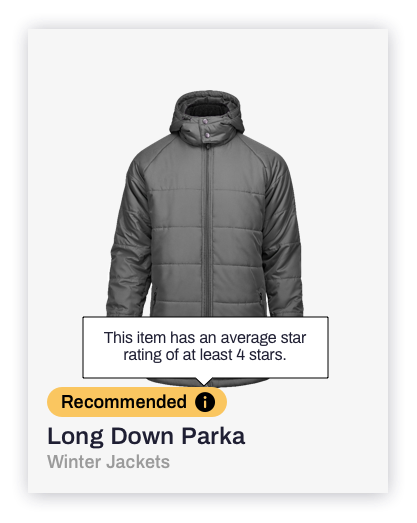 This item has an average star
rating of at least 4 stars.
Recommended
Long Down Parka
Winter Jackets